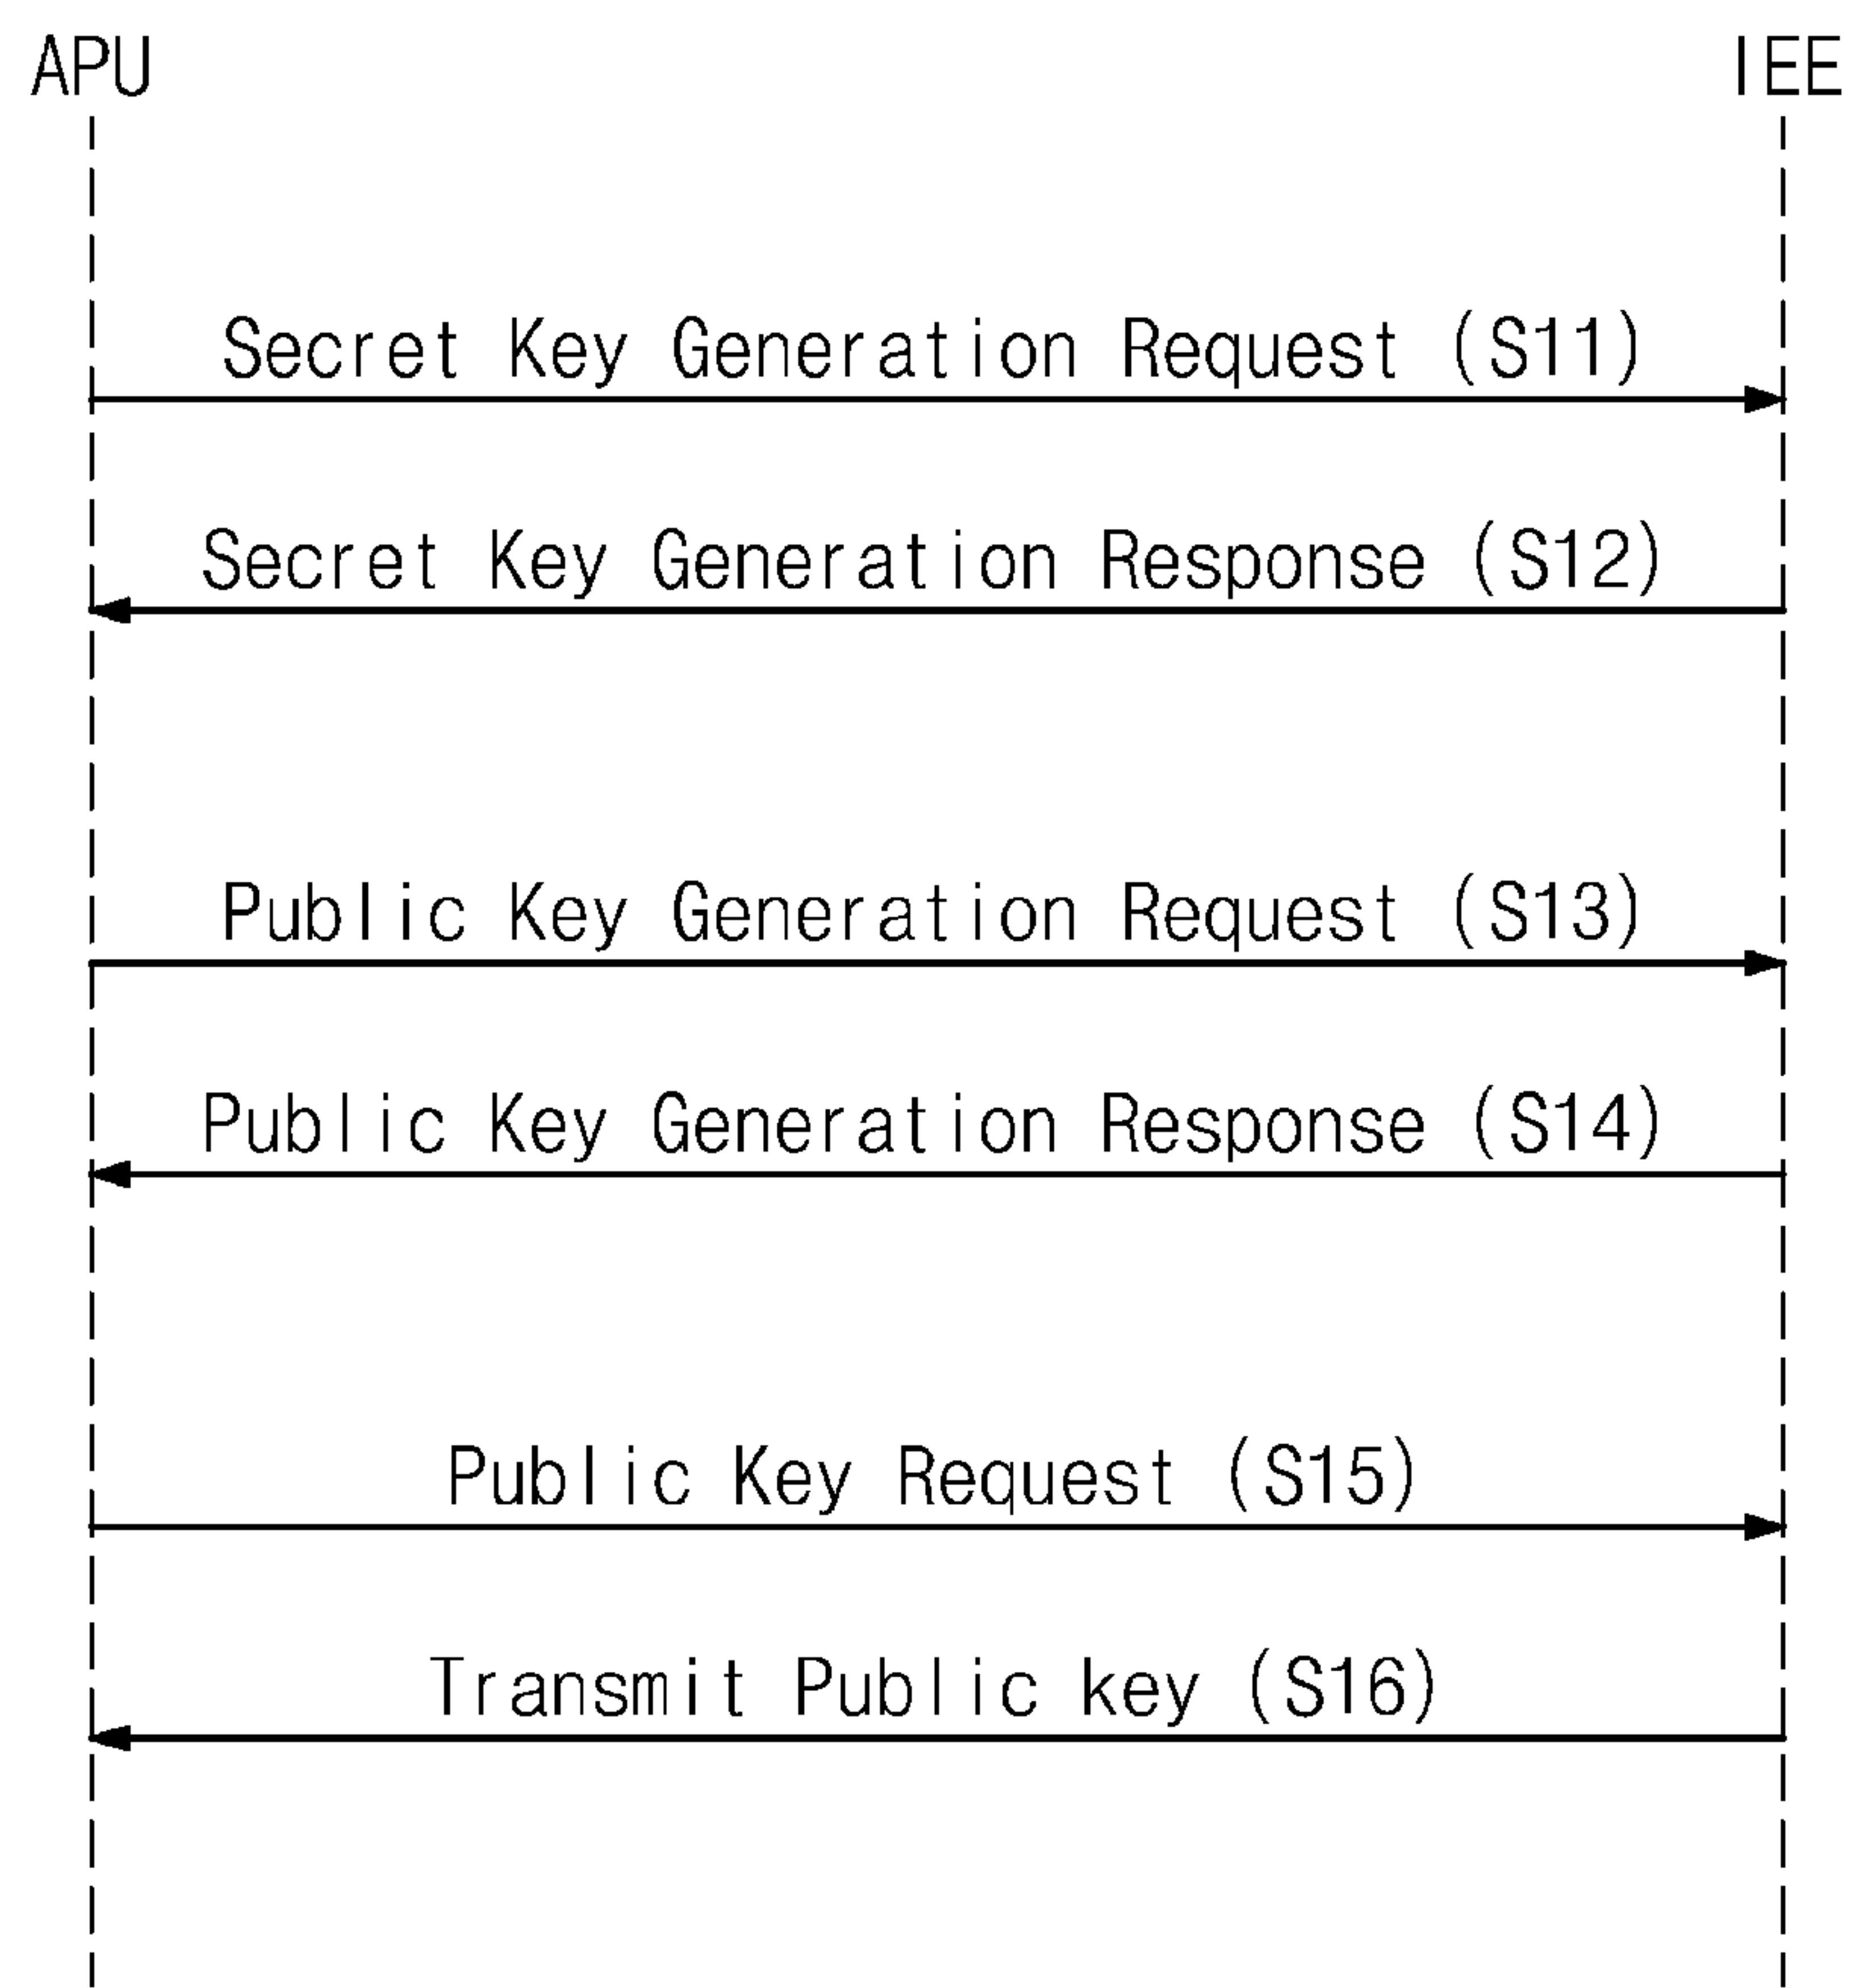 APU IEE
Secret Key Generation Request (S11)
Secret Key Generation Response (S12)
Public Key Generation Request (S13)
Public Key Generation Response (S14)
Public Key Request (S15)
Transmit Public key (S16)